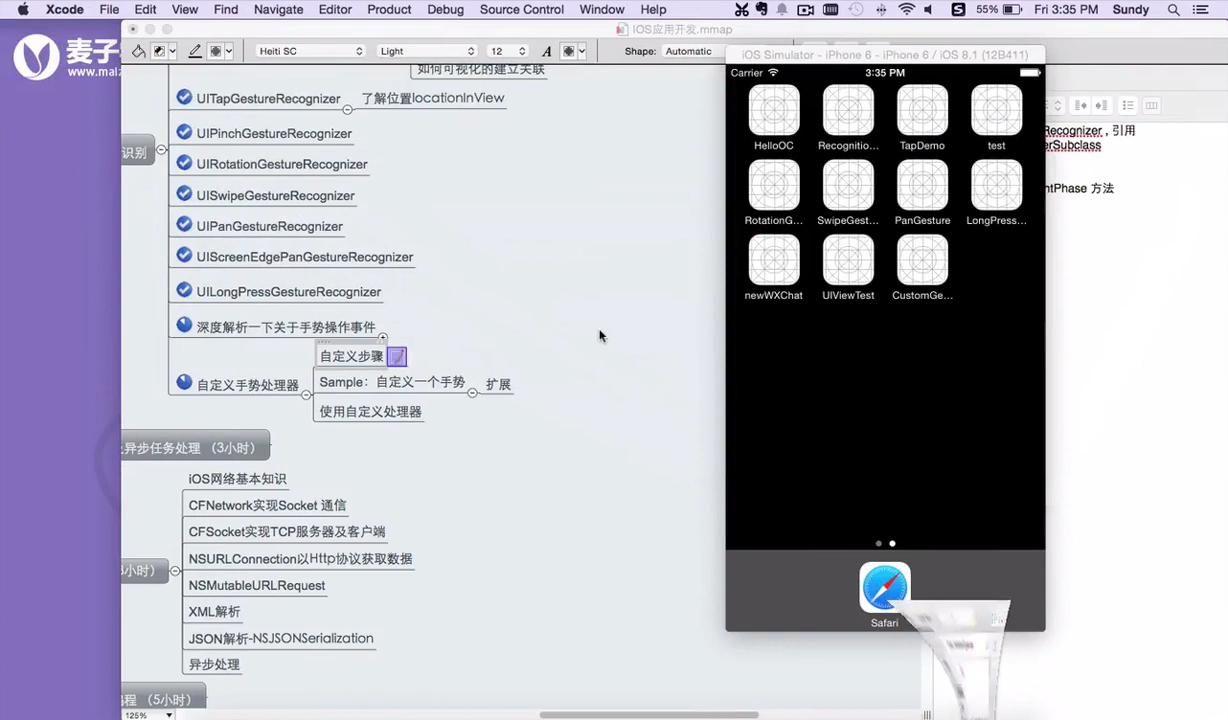 Xcode File Edit View Find Navigate Editor Product Debug Source Control Window Help 55% Fri 3:35 PM Sundy
麦子
www.maiz
IOS应用开发.mmap
Heiti SC Light 12 A Shape: Automatic
iOS Simulator - iPhone 6 - iPhone 6 / iOS 8.1 (12B411)
Carrier 3:35 PM
如何可视化的建立关联
UITapGestureRecognizer 了解位置locationInView
UIPinchGestureRecognizer
识别
UIRotationGestureRecognizer
UISwipeGestureRecognizer
UIPanGestureRecognizer
UIScreenEdgePanGestureRecognizer
UILongPressGestureRecognizer
深度解析一下关于手势操作事件
自定义步骤
自定义手势处理器
Sample：自定义一个手势 扩展
使用自定义处理器
异步任务处理 （3小时）
iOS网络基本知识
CFNetwork实现Socket 通信
CFSocket实现TCP服务器及客户端
NSURLConnection以Http协议获取数据
小时）
NSMutableURLRequest
XML解析
JSON解析-NSJSONSerialization
异步处理
程 （5小时）
125%
HelloOC Recognitio... TapDemo test
RotationG... SwipeGest... PanGesture LongPress...
newWXChat UIViewTest CustomGe...
Safari
Recognizer , 引用
erSubclass
ntPhase 方法